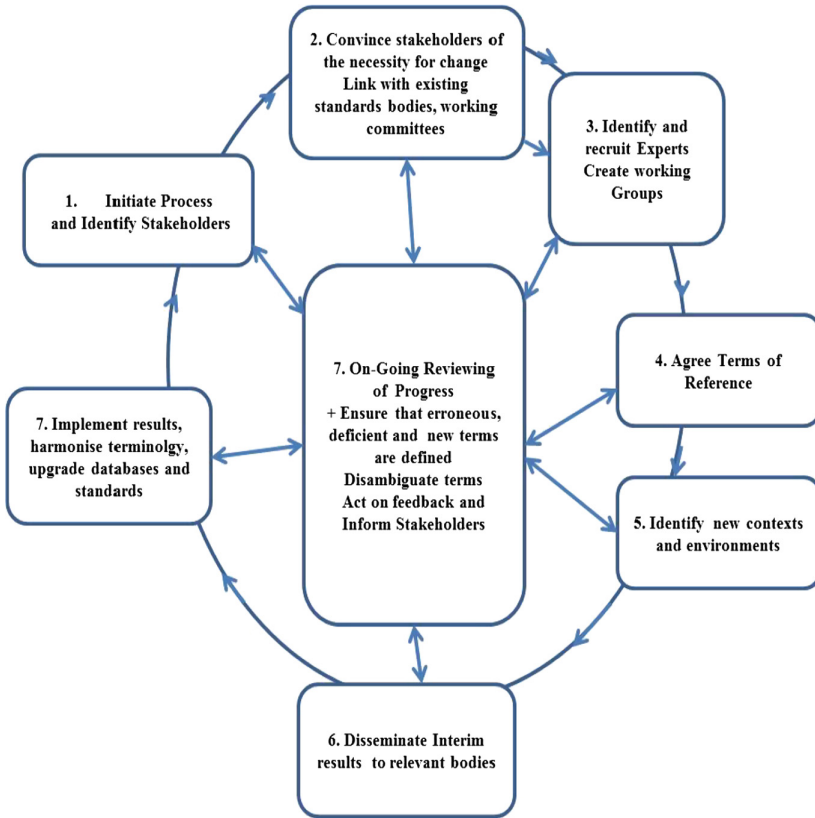 2. Convince stakeholders of
the necessity for change
Link with existing
standards bodies, working
committees
3. Identify and
recruit Experts
Create working
Groups
1. Initiate Process
and Identify Stakeholders
7. On-Going Reviewing
of Progress
+ Ensure that erroneous,
deficient and new terms
are defined
Disambiguate terms
Act on feedback and
Inform Stakeholders
4. Agree Terms of
Reference
7. Implement results,
harmonise terminolgy,
upgrade databases and
standards
5. Identify new contexts
and environments
6. Disseminate Interim
results to relevant bodies